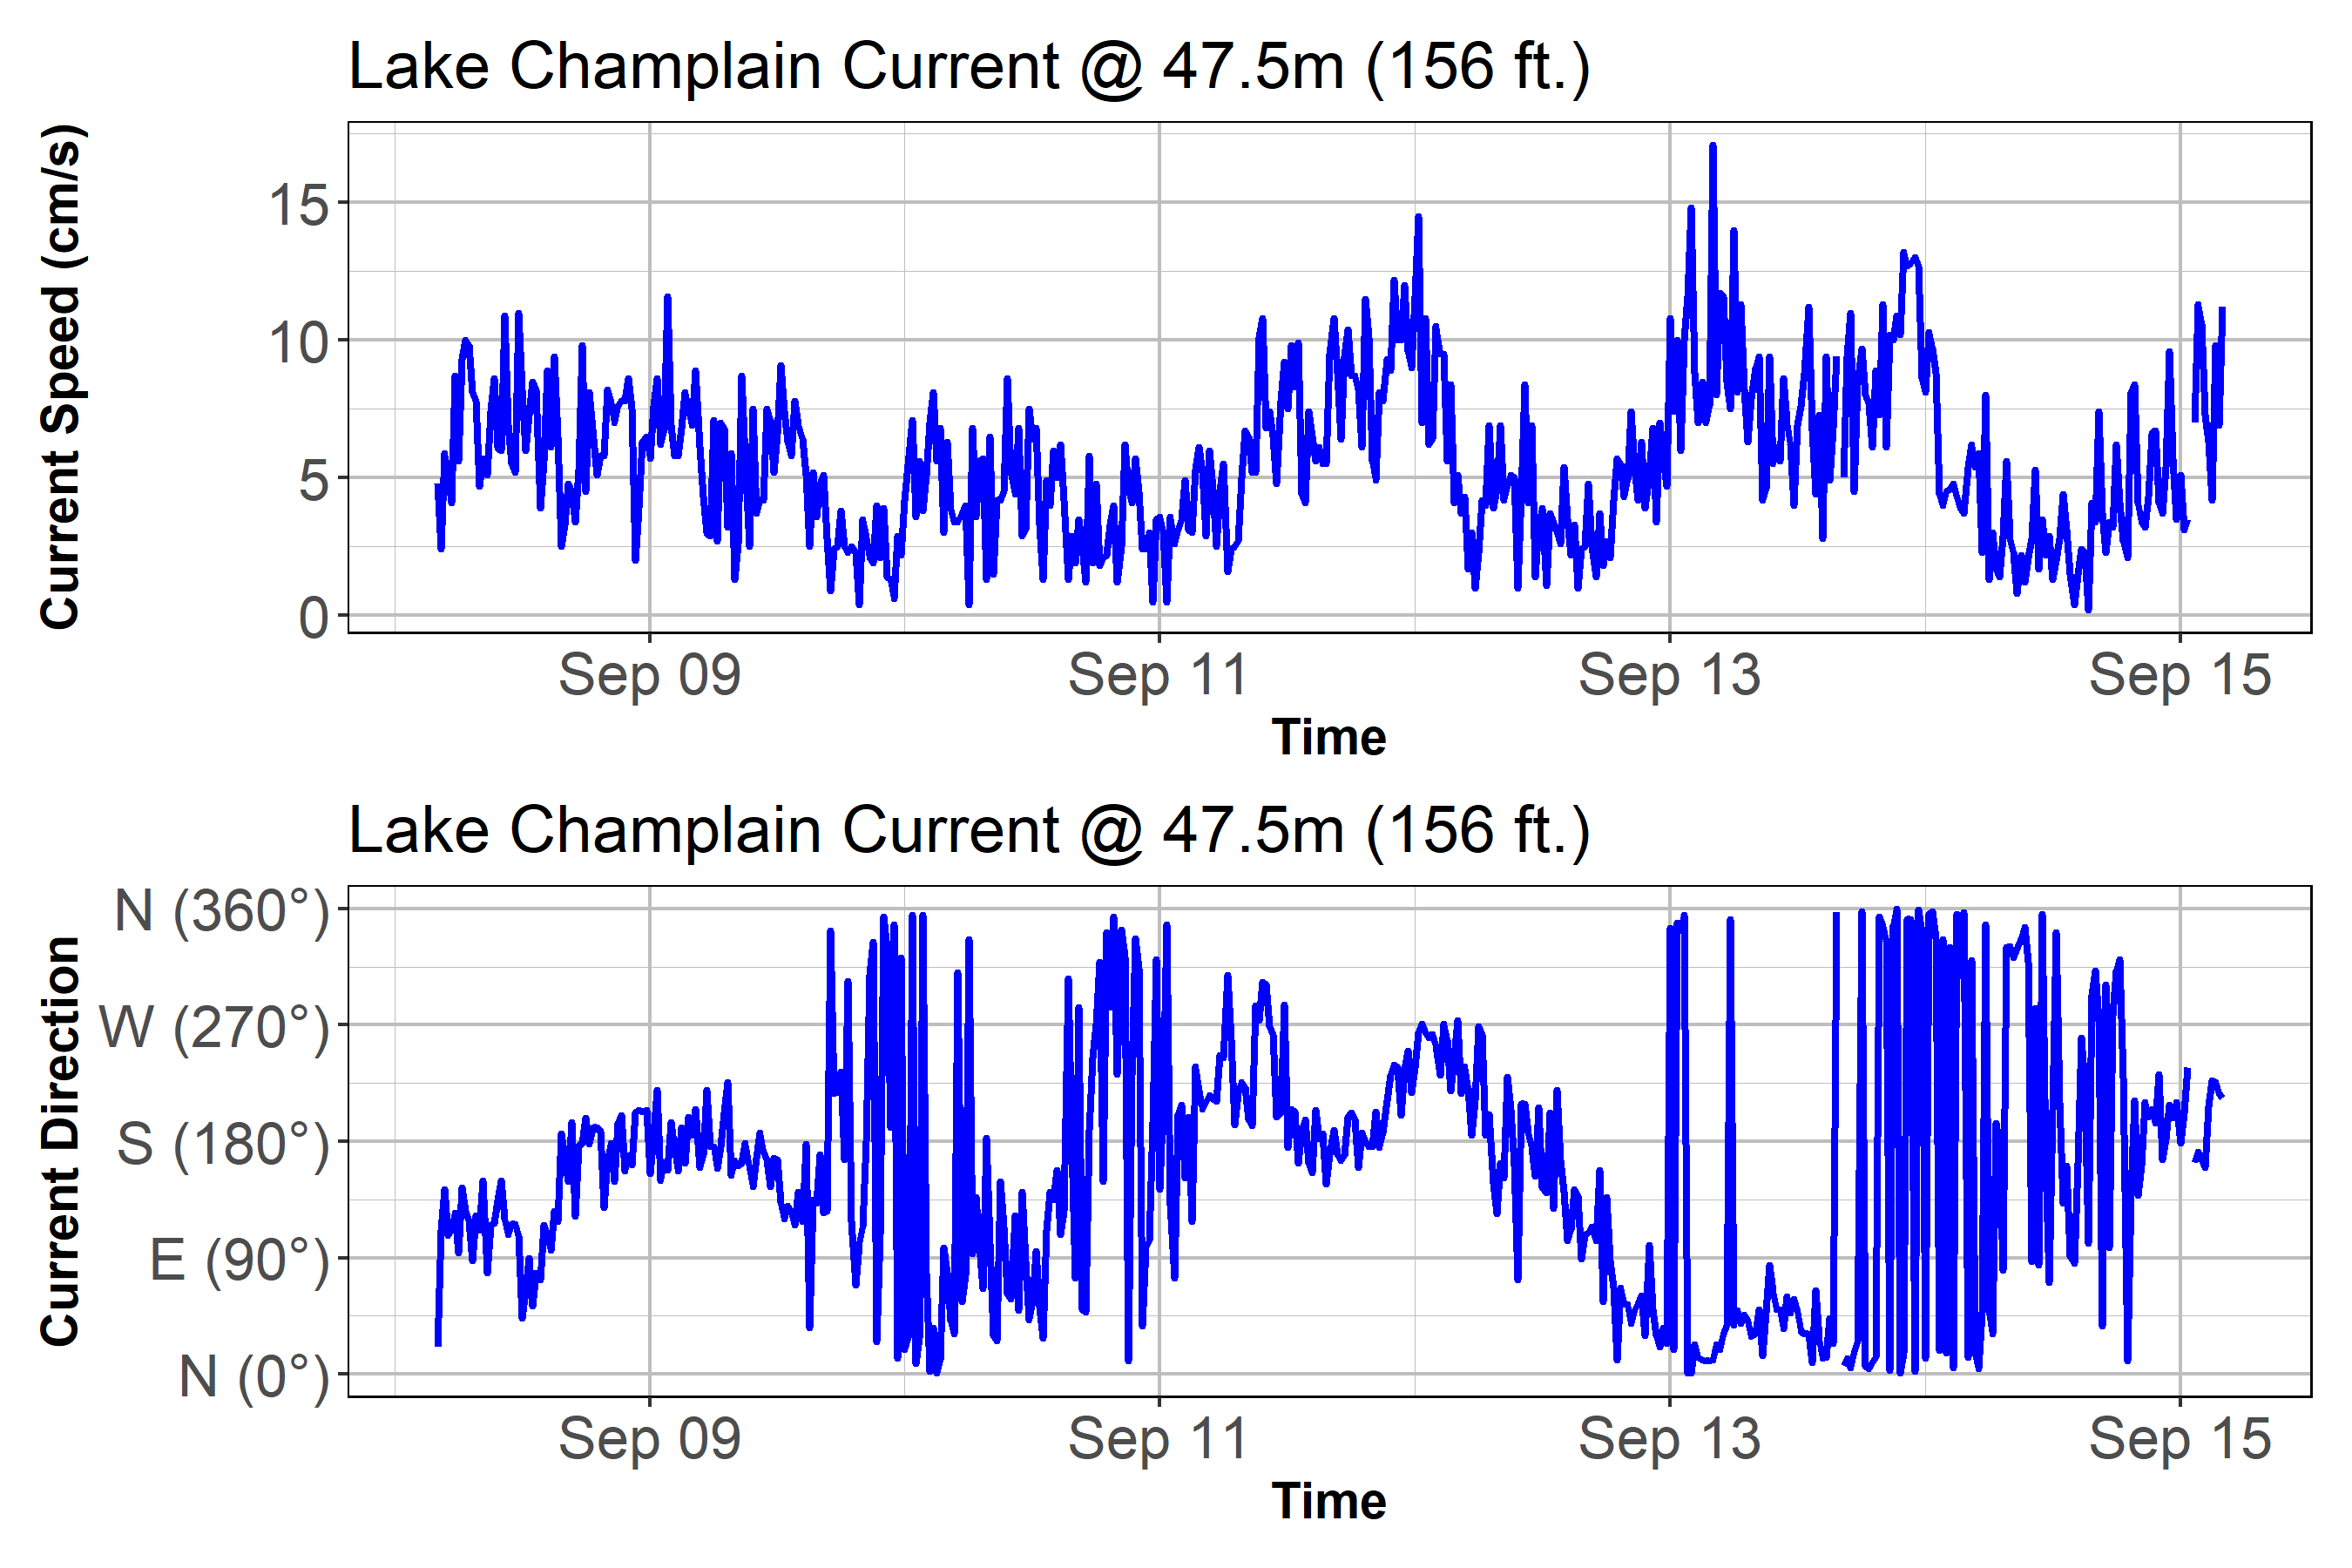 Lake Champlain Current @ 47.5m (156 ft.)
Current Speed (cm/s)
15
10
5
0
Sep 09 Sep 11 Sep 13 Sep 15
Time
Lake Champlain Current @ 47.5m (156 ft.)
Current Direction
N (360°)
W (270°)
S (180°)
E (90°)
N (0°)
Sep 09 Sep 11 Sep 13 Sep 15
Time